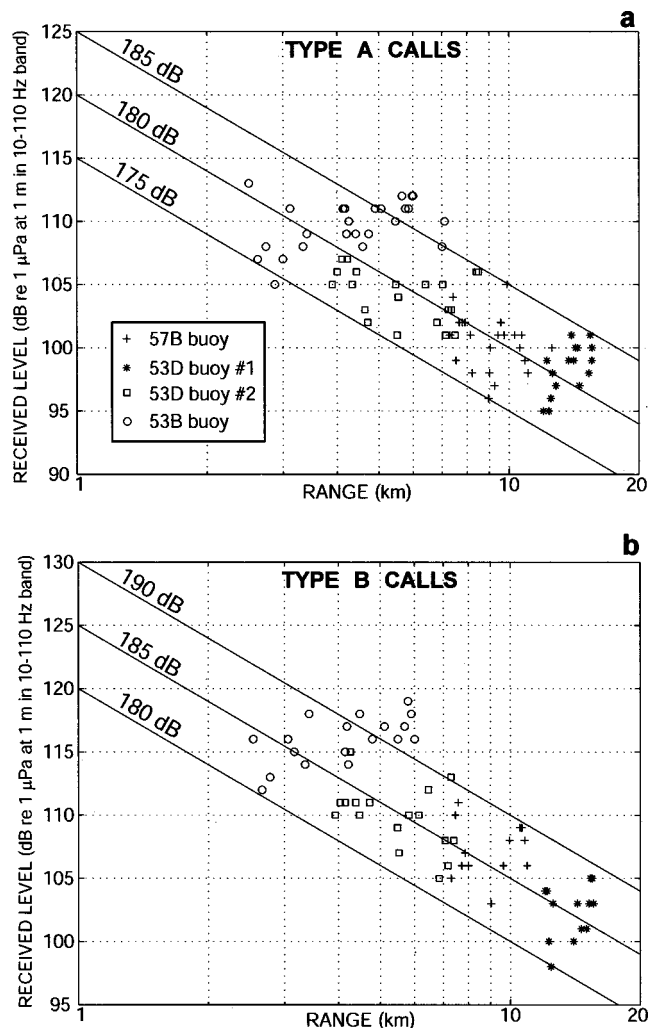 a
TYPE A CALLS
RECEIVED LEVEL (dB re 1 µPa at 1 m in 10-110 Hz band)
125
120
115
110
105
100
95
90
185 dB
180 dB
175 dB
57B buoy
53D buoy #1
53D buoy #2
53B buoy
1
RANGE (km)
10
20
b
TYPE B CALLS
RECEIVED LEVEL (dB re 1 µPa at 1 m in 10-110 Hz band)
130
125
120
115
110
105
100
95
190 dB
185 dB
180 dB
1
RANGE (km)
10
20